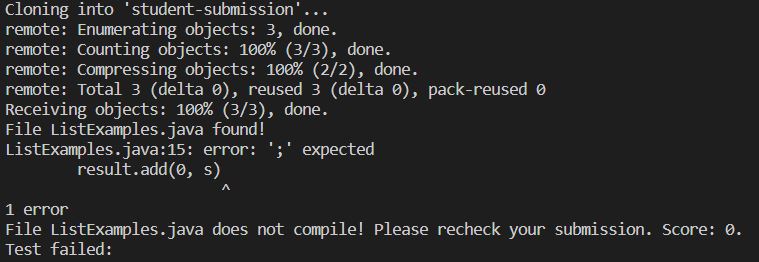 Cloning into 'student-submission'...
remote: Enumerating objects: 3, done.
remote: Counting objects: 100% (3/3), done.
remote: Compressing objects: 100% (2/2), done.
remote: Total 3 (delta 0), reused 3 (delta 0), pack-reused 0
Receiving objects: 100% (3/3), done.
File ListExamples.java found!
ListExamples.java:15: error: ';' expected
        result.add(0, s)
                        ^
1 error
File ListExamples.java does not compile! Please recheck your submission. Score: 0.
Test failed: